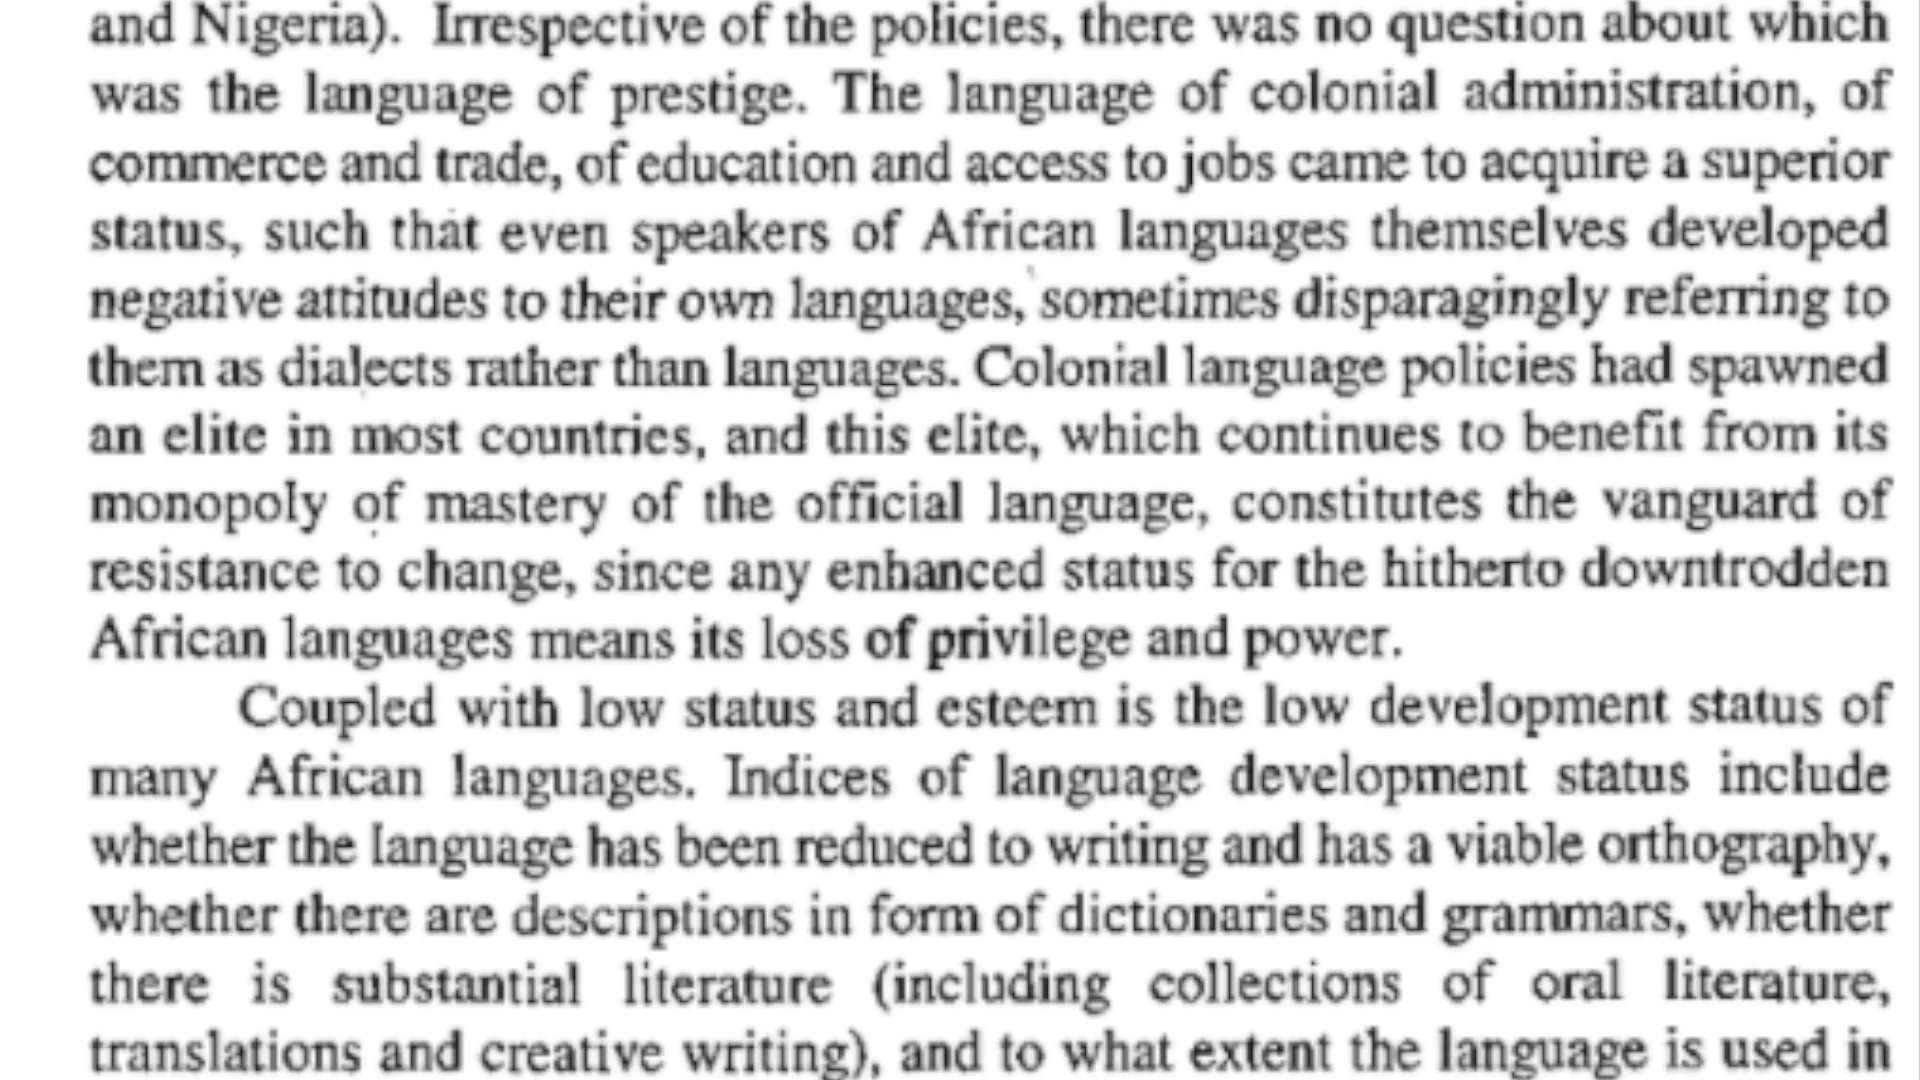 and Nigeria). Irrespective of the policies, there was no question about which
was the language of prestige. The language of colonial administration, of
commerce and trade, of education and access to jobs came to acquire a superior
status, such that even speakers of African languages themselves developed
negative attitudes to their own languages, sometimes disparagingly referring to
them as dialects rather than languages. Colonial language policies had spawned
an elite in most countries, and this elite, which continues to benefit from its
monopoly of mastery of the official language, constitutes the vanguard of
resistance to change, since any enhanced status for the hitherto downtrodden
African languages means its loss of privilege and power.
Coupled with low status and esteem is the low development status of
many African languages. Indices of language development status include
whether the language has been reduced to writing and has a viable orthography,
whether there are descriptions in form of dictionaries and grammars, whether
there is substantial literature (including collections of oral literature,
translations and creative writing), and to what extent the language is used in